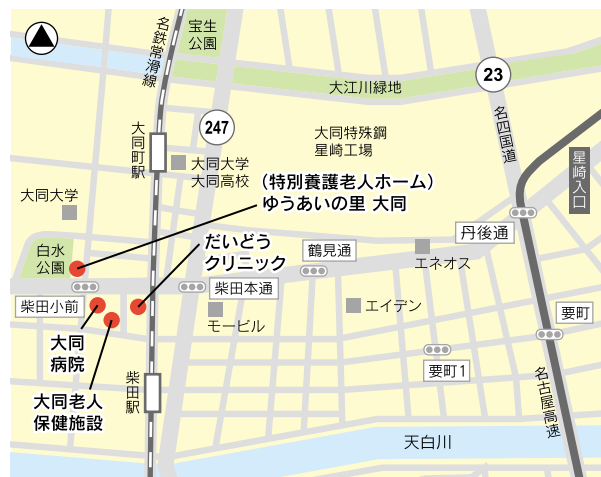 宝生
公園
名鉄常滑線
23
大江川緑地
247
名四国道
大同町駅
大同特殊鋼
星崎工場
大同大学
大同高校
星崎入口
(特別養護老人ホーム)
ゆうあいの里 大同
大同大学
白水
公園
だいどう
クリニック
鶴見通
丹後通
エネオス
柴田本通
柴田小前
モービル
エイデン
要町
大同
病院
要町1
柴田駅
大同老人
保健施設
名古屋高速
天白川